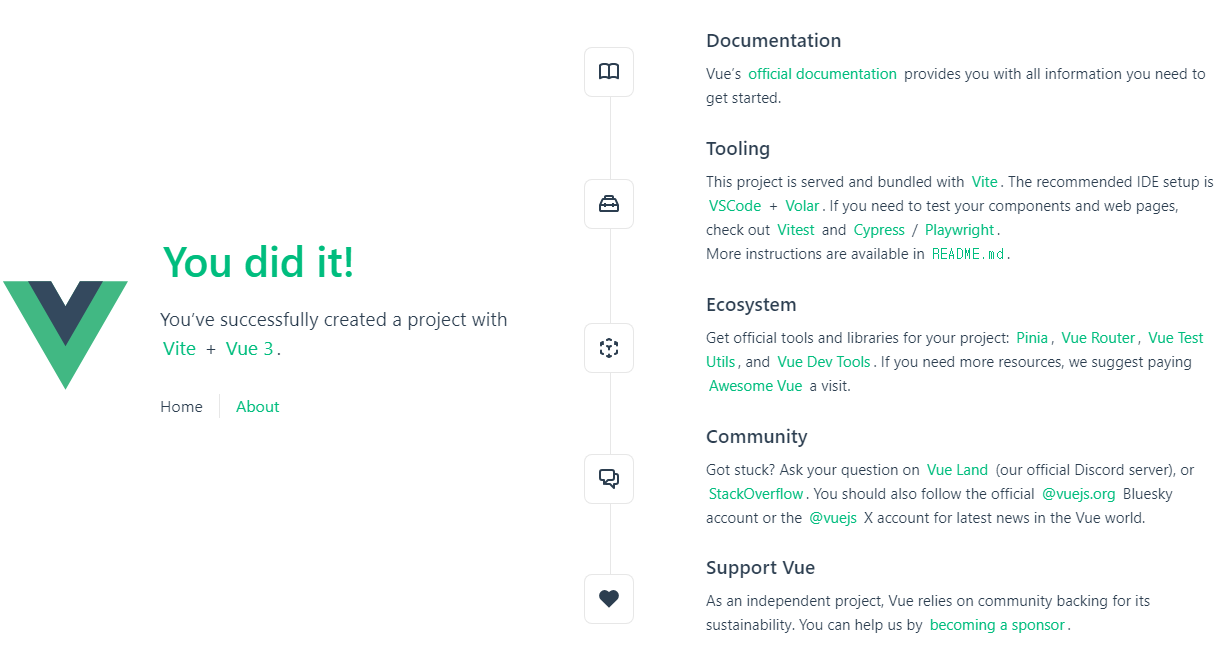 You did it!
You’ve successfully created a project with
Vite + Vue 3.
Home
About
Documentation
Vue’s official documentation provides you with all information you need to
get started.
Tooling
This project is served and bundled with Vite. The recommended IDE setup is
VSCode + Volar. If you need to test your components and web pages,
check out Vitest and Cypress / Playwright.
More instructions are available in README.md.
Ecosystem
Get official tools and libraries for your project: Pinia, Vue Router, Vue Test
Utils, and Vue Dev Tools. If you need more resources, we suggest paying
Awesome Vue a visit.
Community
Got stuck? Ask your question on Vue Land (our official Discord server), or
StackOverflow. You should also follow the official @vuejs.org Bluesky
account or the @vuejs X account for latest news in the Vue world.
Support Vue
As an independent project, Vue relies on community backing for its
sustainability. You can help us by becoming a sponsor.